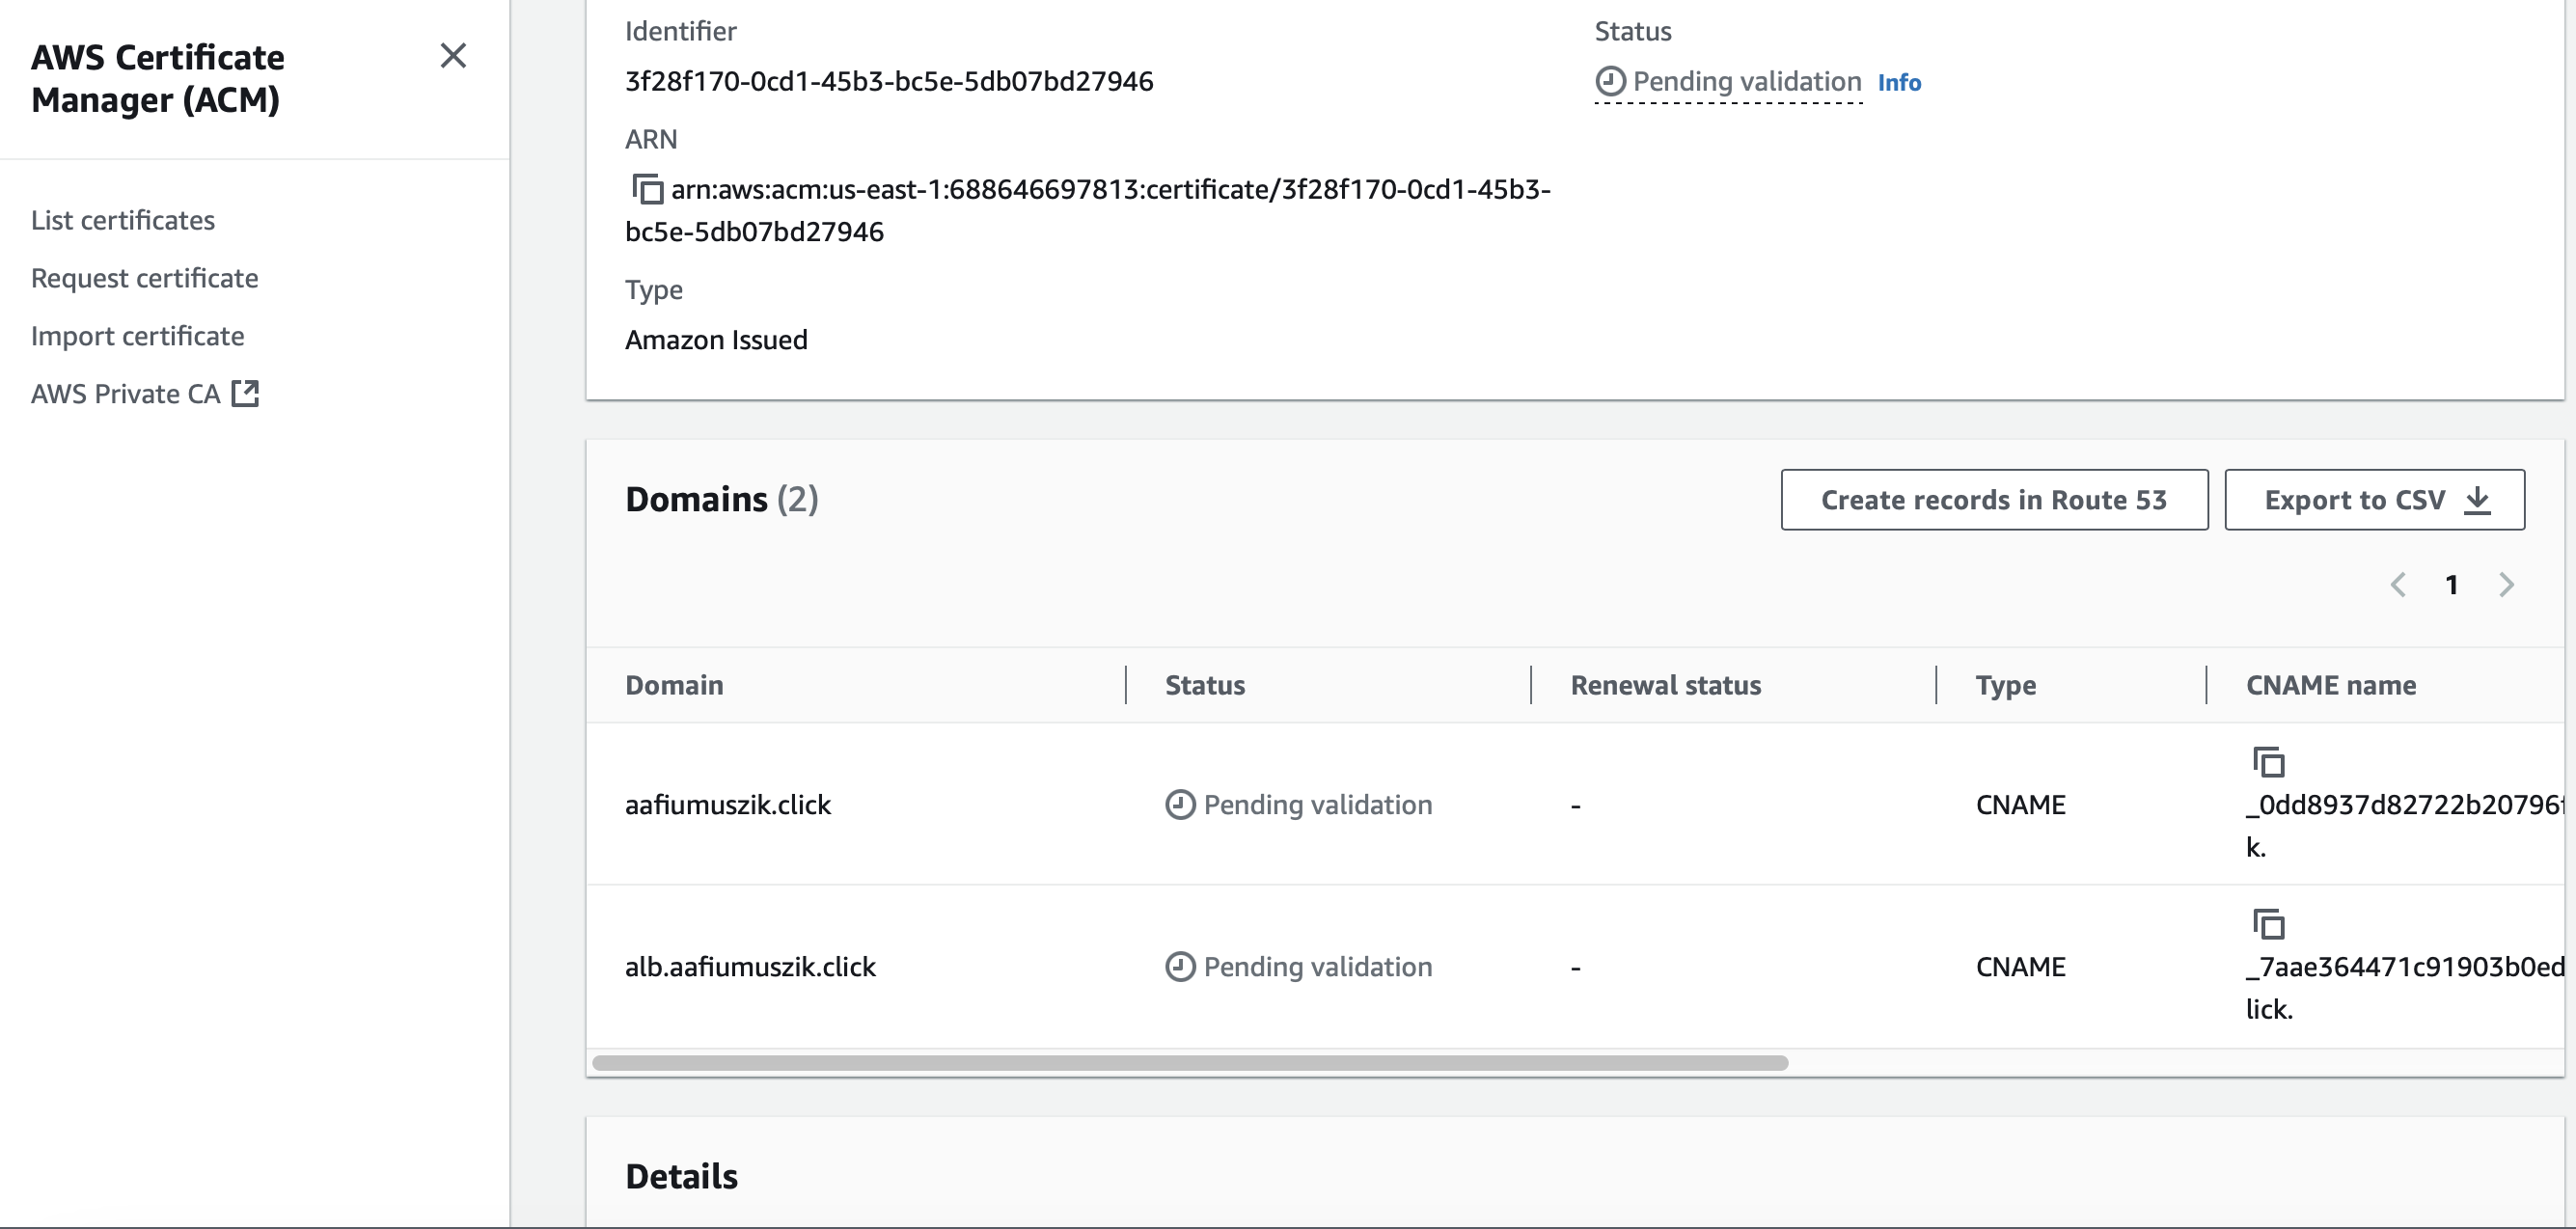 AWS Certificate
Manager (ACM)
List certificates
Request certificate
Import certificate
AWS Private CA
Identifier
3f28f170-0cd1-45b3-bc5e-5db07bd27946
ARN
arn:aws:acm:us-east-1:688646697813:certificate/3f28f170-0cd1-45b3-
bc5e-5db07bd27946
Type
Amazon Issued
Status
Pending validation Info
Domains (2)
Create records in Route 53
Export to CSV
1
Domain Status Renewal status Type CNAME name
aafiumuszik.click Pending validation - CNAME _0dd8937d82722b20796f
k.
alb.aafiumuszik.click Pending validation - CNAME _7aae364471c91903b0ed
lick.
Details